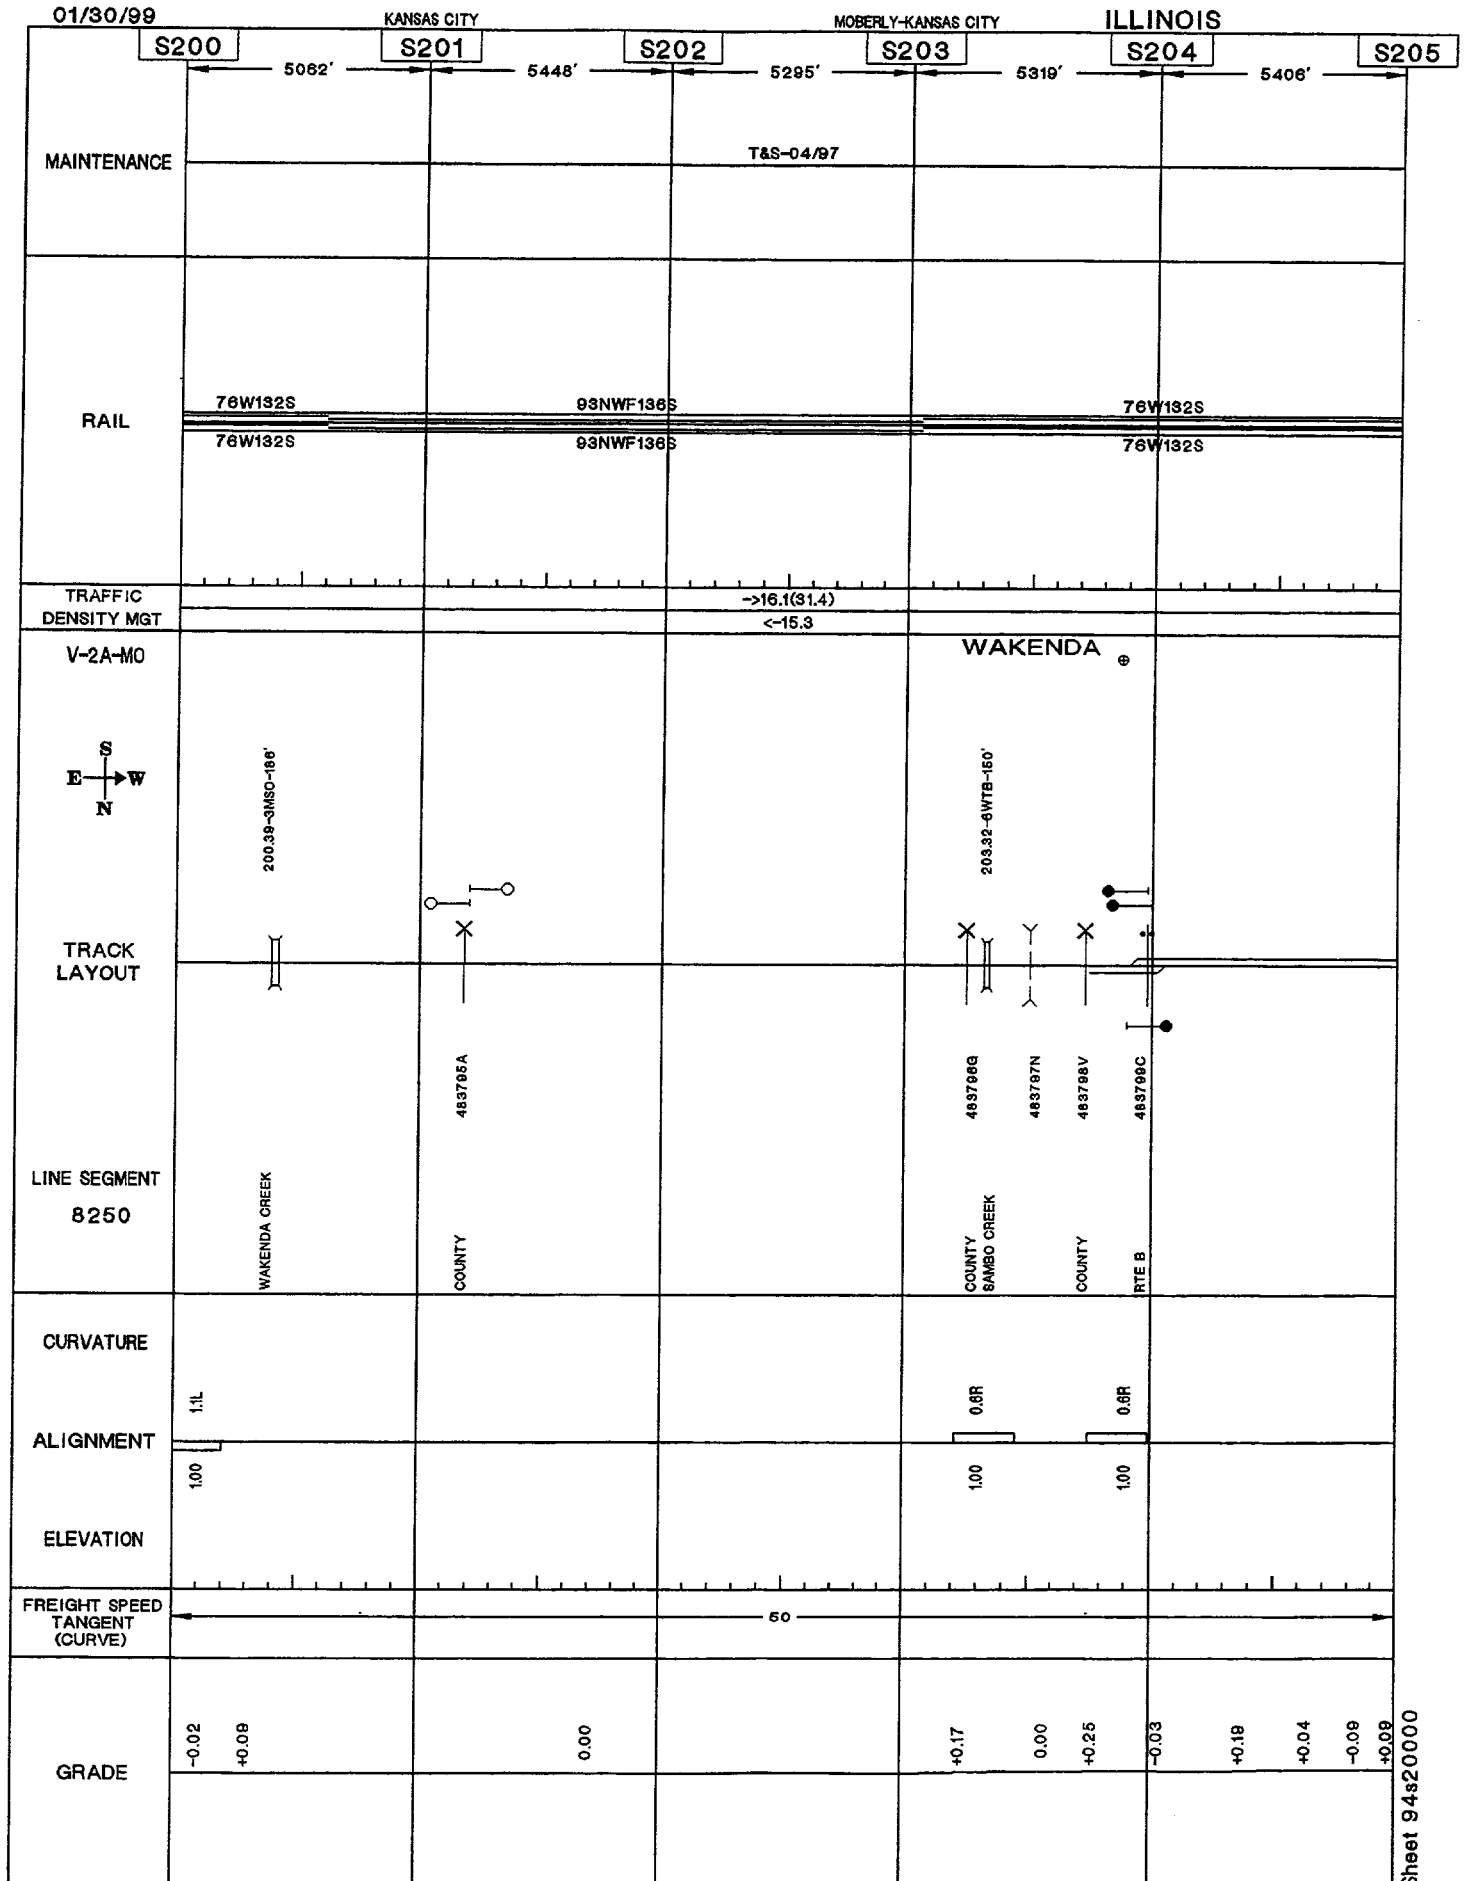 01/30/99 KANSAS CITY MOBERLY-KANSAS CITY ILLINOIS
S200 S201 S202 S203 S204 S205
5062' 5448' 5295' 5319' 5406'
MAINTENANCE T&S-04/97
76W132S 93NWF136S 76W132S
RAIL
76W132S 93NWF136S 76W132S
TRAFFIC ->16.1(31.4)
DENSITY MGT <-15.3
V-2A-MO WAKENDA
S
E W
N
200.39-3MSO-186' 203.32-6WTB-150'
TRACK
LAYOUT
483795A 483796G 483797N 483798V 483799C
LINE SEGMENT
8250
WAKENDA CREEK COUNTY COUNTY SAMBO CREEK COUNTY RTE B
CURVATURE
1.1L 0.6R 0.6R
ALIGNMENT
1.00 1.00 1.00
ELEVATION
FREIGHT SPEED
TANGENT 50
(CURVE)
-0.02 +0.09 0.00 +0.17 0.00 +0.25 -0.03 +0.19 +0.04 -0.09 +0.09
GRADE
Sheet 94s20000